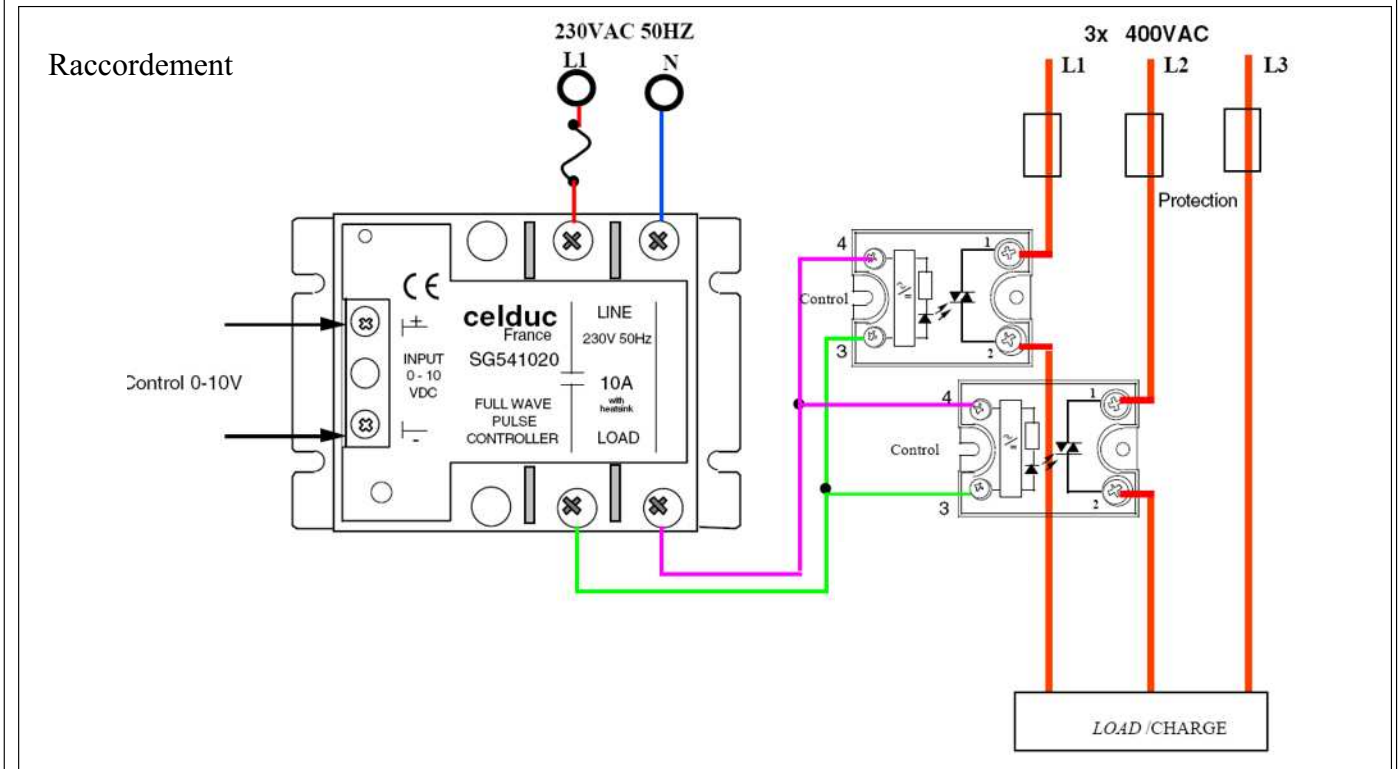 Raccordement
230VAC 50HZ
L1
N
3x 400VAC
L1
L2
L3
Protection
CE
+
INPUT
0 - 10
VDC
-
Control 0-10V
celduc
France
SG541020
FULL WAVE
PULSE
CONTROLLER
LINE
230V 50Hz
10A
with
heatsink
LOAD
4
Control
3
1
2
4
Control
3
1
2
LOAD /CHARGE